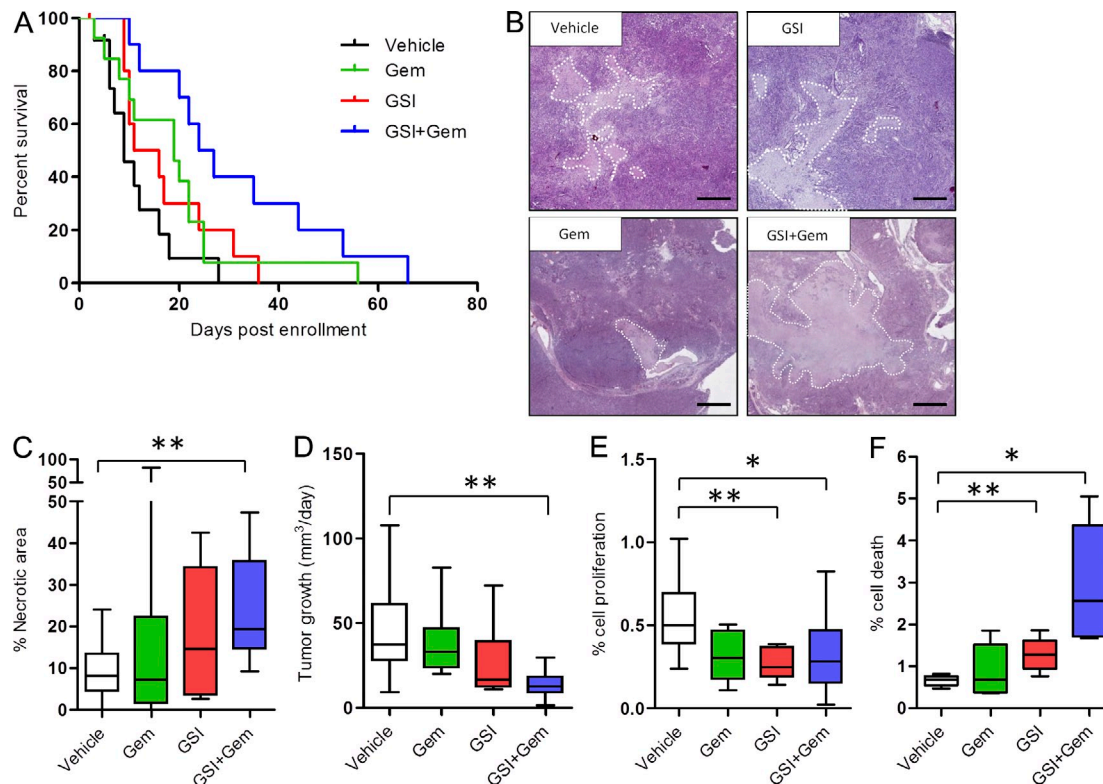 A
100
80
60
40
20
0
Percent survival
0 20 40 60 80
Days post enrollment
Vehicle
Gem
GSI
GSI+Gem
B
Vehicle
GSI
Gem
GSI+Gem
C
**
100
75
50
50
40
30
20
10
0
% Necrotic area
Vehicle
Gem
GSI
GSI+Gem
D
**
150
100
50
0
Tumor growth (mm³/day)
Vehicle
Gem
GSI
GSI+Gem
E
*
**
1.5
1.0
0.5
0.0
% cell proliferation
Vehicle
Gem
GSI
GSI+Gem
F
*
**
6
5
4
3
2
1
0
% cell death
Vehicle
Gem
GSI
GSI+Gem